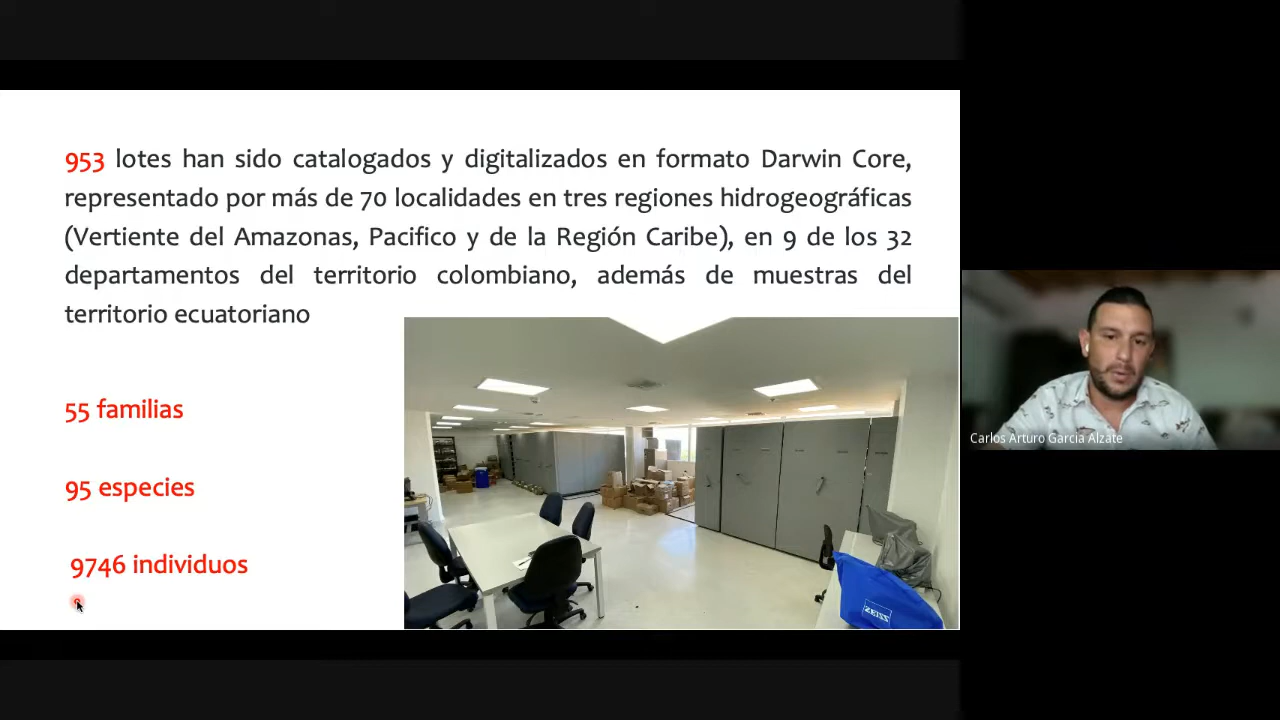 953 lotes han sido catalogados y digitalizados en formato Darwin Core,
representado por más de 70 localidades en tres regiones hidrogeográficas
(Vertiente del Amazonas, Pacifico y de la Región Caribe), en 9 de los 32
departamentos del territorio colombiano, además de muestras del
territorio ecuatoriano
55 familias
95 especies
9746 individuos
ZEISS
Carlos Arturo Garcia Alzate